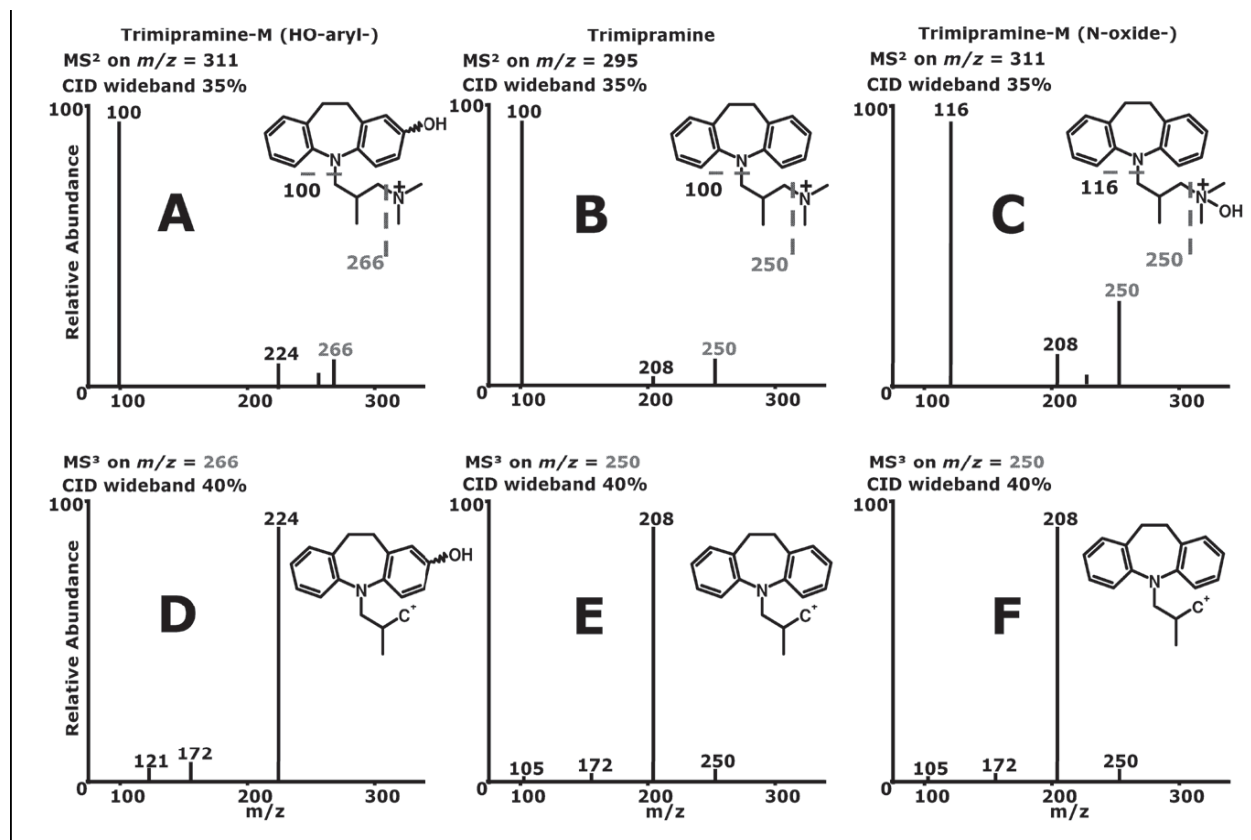 Trimipramine-M (HO-aryl-)
MS² on m/z = 311
CID wideband 35%
100
100
OH
N
100
N
+
A
266
224
266
Relative Abundance
0
100
200
300
Trimipramine
MS² on m/z = 295
CID wideband 35%
100
100
N
100
N
+
B
250
208
250
0
100
200
300
Trimipramine-M (N-oxide-)
MS² on m/z = 311
CID wideband 35%
100
116
N
116
N
+
OH
C
250
250
208
0
100
200
300
MS³ on m/z = 266
CID wideband 40%
100
224
OH
N
C+
D
121
172
Relative Abundance
0
100
200
300
m/z
MS³ on m/z = 250
CID wideband 40%
100
208
N
C+
E
105
172
250
0
100
200
300
m/z
MS³ on m/z = 250
CID wideband 40%
100
208
N
C+
F
105
172
250
0
100
200
300
m/z